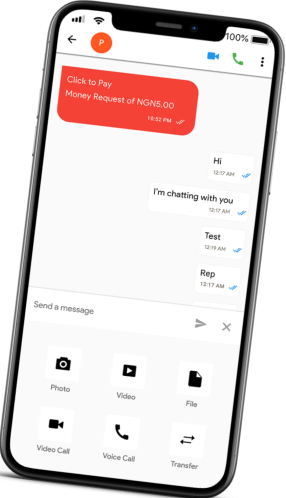 100%
P
Click to Pay
Money Request of NGN5.00
10:52 PM
Hi
12:17 AM
I'm chatting with you
12:17 AM
Test
12:19 AM
Rep
12:17 AM
Send a message
Photo
Video
File
Video Call
Voice Call
Transfer